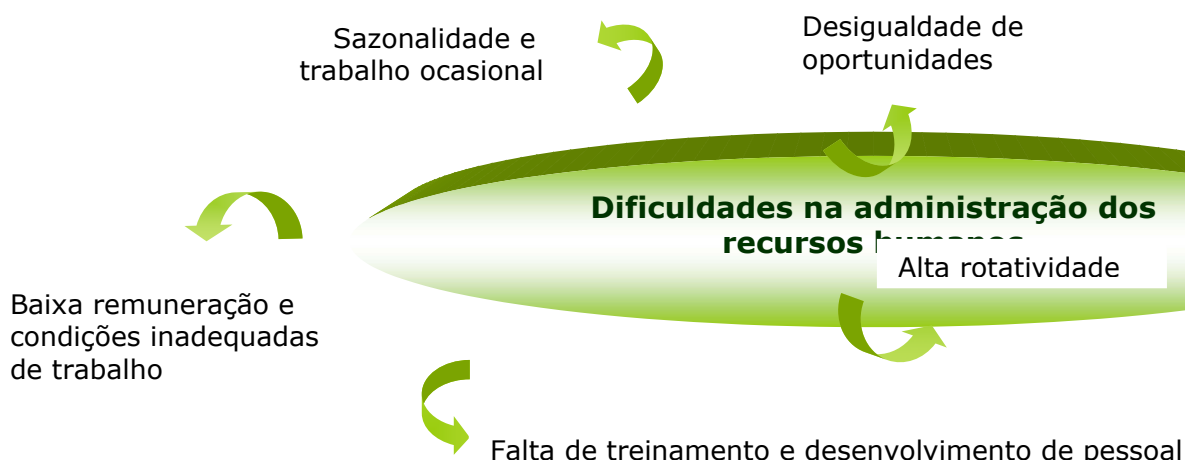 Sazonalidade e
trabalho ocasional
Desigualdade de
oportunidades
Dificuldades na administração dos
recursos humanos
Alta rotatividade
Baixa remuneração e
condições inadequadas
de trabalho
Falta de treinamento e desenvolvimento de pessoal